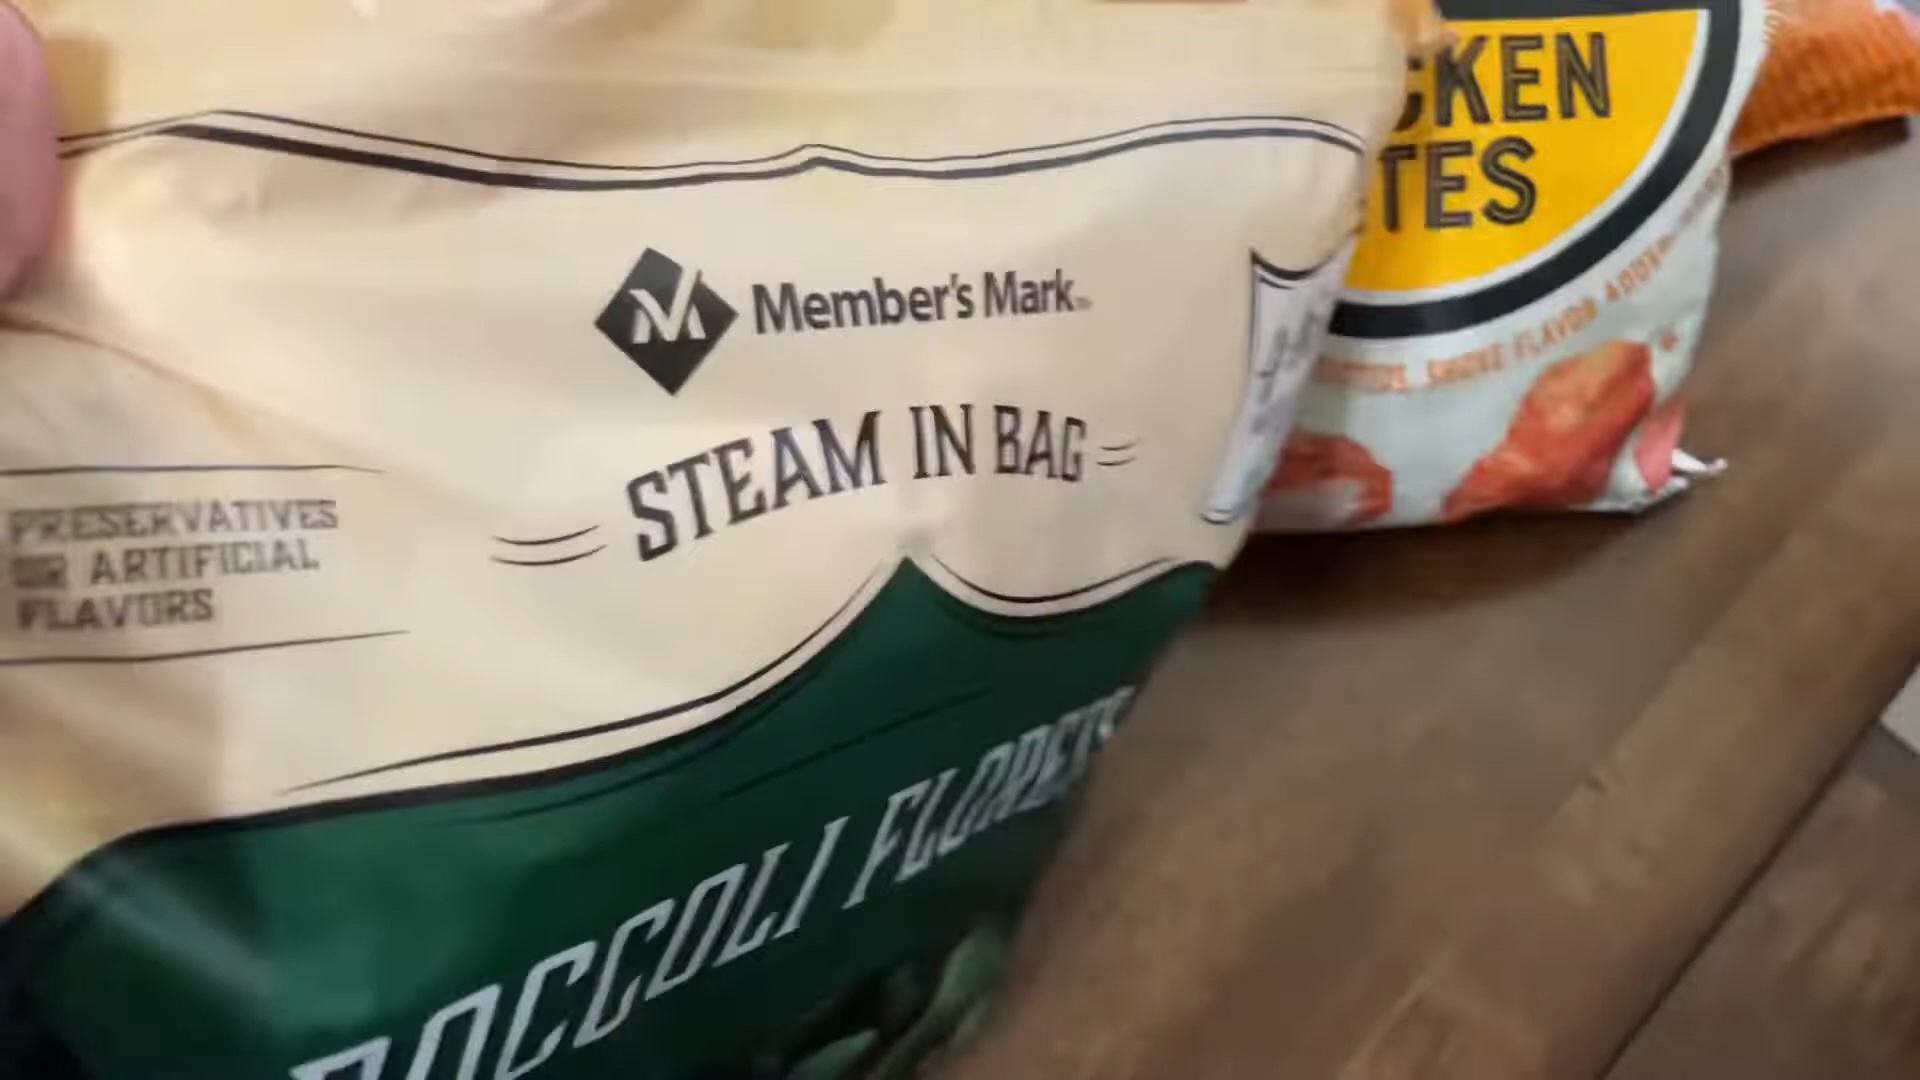 Member's Mark
STEAM IN BAG
PRESERVATIVES
OR ARTIFICIAL
FLAVORS
OCCOLI FLORETS
CKEN
TES
SMOKE FLAVOR ADDED